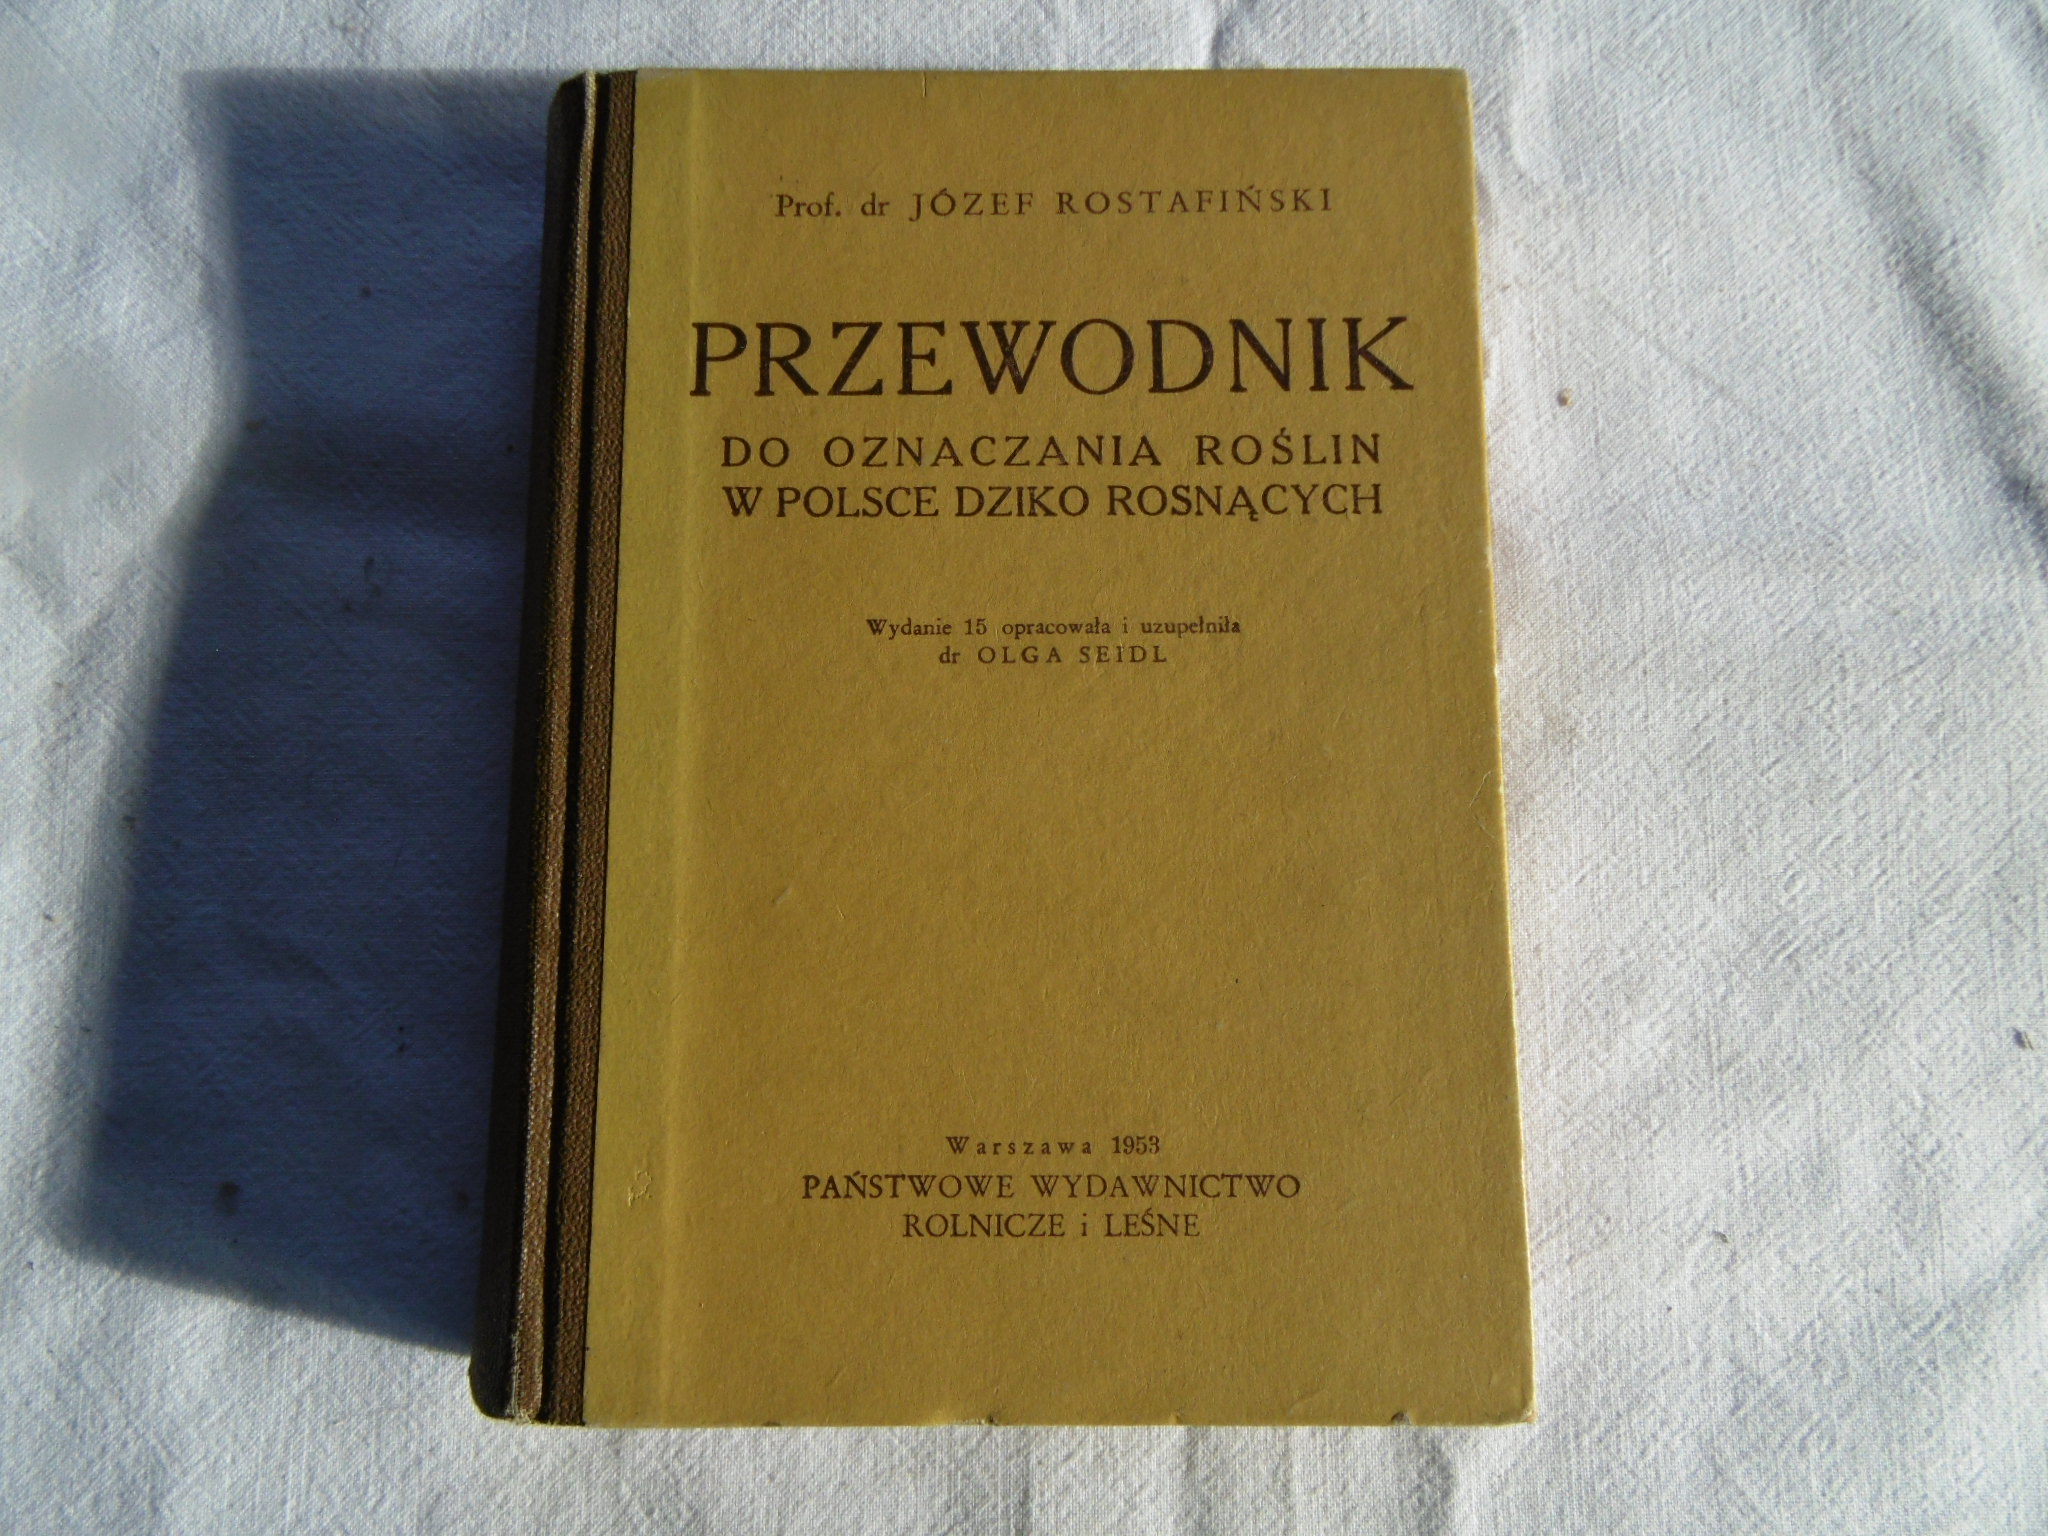 Prof. dr JÓZEF ROSTAFIŃSKI
PRZEWODNIK
DO OZNACZANIA ROŚLIN
W POLSCE DZIKO ROSNĄCYCH
Wydanie 15 opracowała i uzupełniła
dr OLGA SEIDL
Warszawa 1953
PAŃSTWOWE WYDAWNICTWO
ROLNICZE i LEŚNE